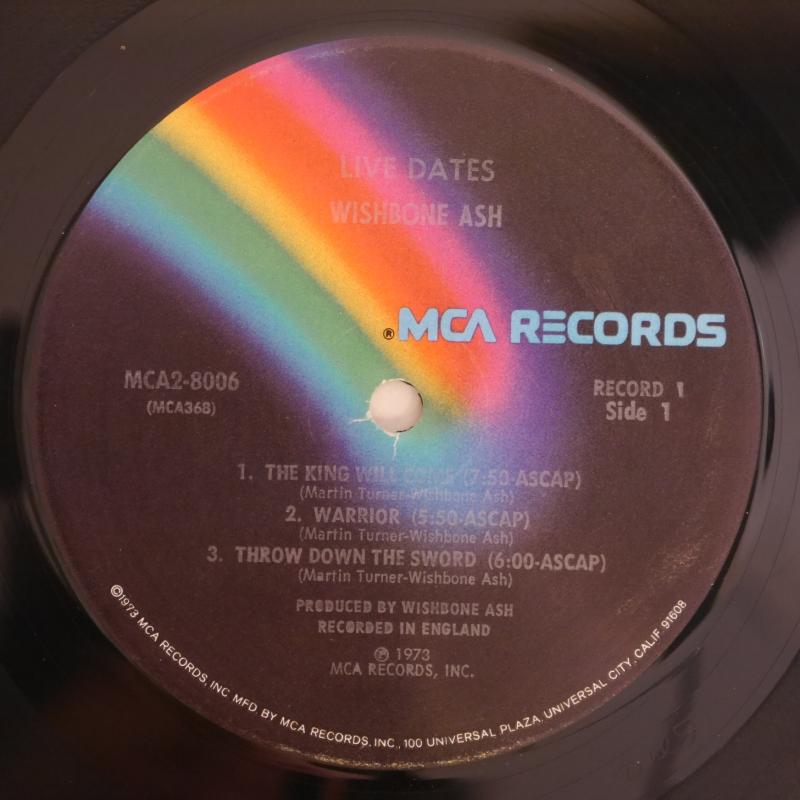 LIVE DATES
WISHBONE ASH
® MCA RECORDS
MCA2-8006
(MCA368)
RECORD 1
Side 1
1. THE KING WILL COME (7:50-ASCAP)
(Martin Turner-Wishbone Ash)
2. WARRIOR (5:50-ASCAP)
(Martin Turner-Wishbone Ash)
3. THROW DOWN THE SWORD (6:00-ASCAP)
(Martin Turner-Wishbone Ash)
PRODUCED BY WISHBONE ASH
RECORDED IN ENGLAND
℗ 1973
MCA RECORDS, INC.
©1973 MCA RECORDS, INC MFD. BY MCA RECORDS, INC., 100 UNIVERSAL PLAZA, UNIVERSAL CITY, CALIF. 91608